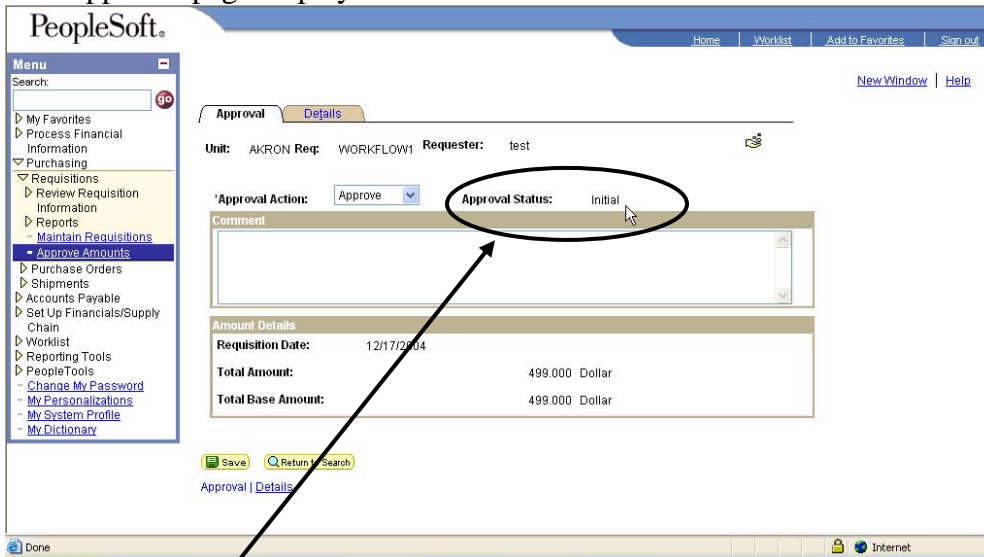 PeopleSoft®
Home | Worklist | Add to Favorites | Sign out
Menu
Search:
go
My Favorites
Process Financial
Information
Purchasing
Requisitions
Review Requisition
Information
Reports
- Maintain Requisitions
- Approve Amounts
Purchase Orders
Shipments
Accounts Payable
Set Up Financials/Supply
Chain
Worklist
Reporting Tools
PeopleTools
- Change My Password
- My Personalizations
- My System Profile
- My Dictionary
New Window | Help
Approval Details
Unit: AKRON Req: WORKFLOW1 Requester: test
*Approval Action: Approve Approval Status: Initial
Comment
Amount Details
Requisition Date: 12/17/2004
Total Amount: 499.000 Dollar
Total Base Amount: 499.000 Dollar
Save Return to Search
Approval | Details
Done Internet